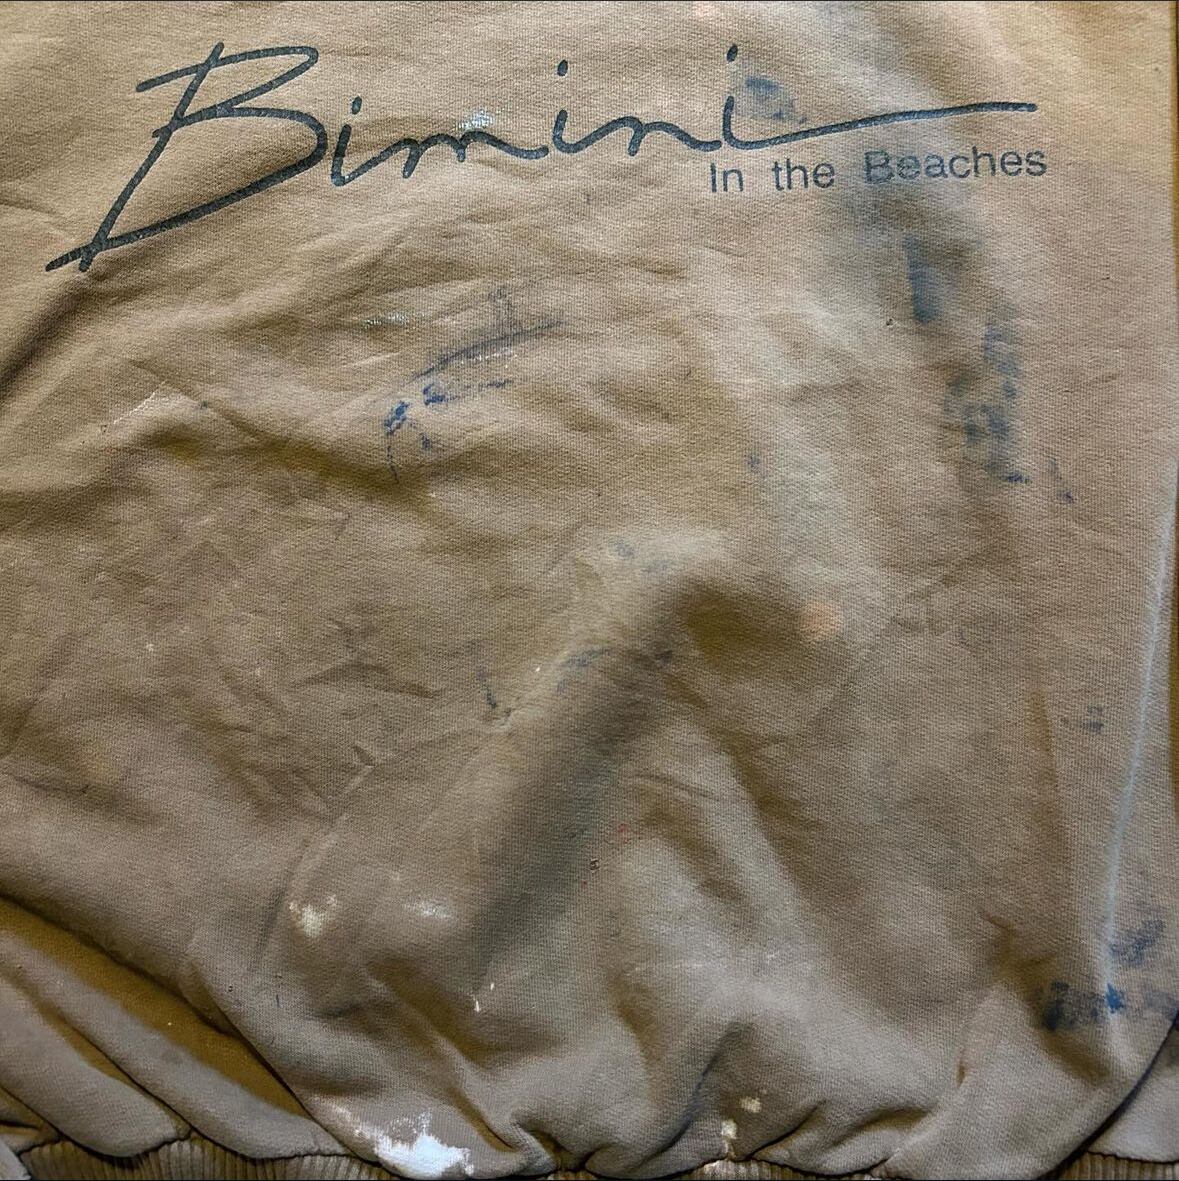 Bimini
In the Beaches